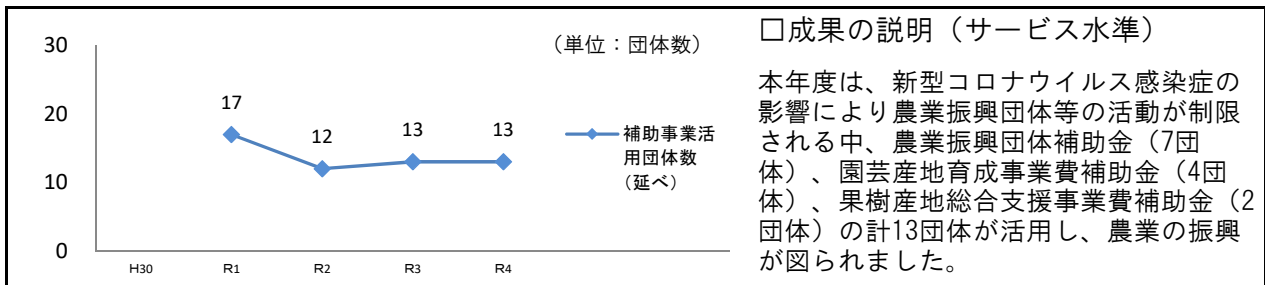 30
（単位：団体数）
20
17
12
13
13
10
0
H30
R1
R2
R3
R4
補助事業活
用団体数
(延べ)
□成果の説明（サービス水準）
本年度は、新型コロナウイルス感染症の
影響により農業振興団体等の活動が制限
される中、農業振興団体補助金（7団
体）、園芸産地育成事業費補助金（4団
体）、果樹産地総合支援事業費補助金（2
団体）の計13団体が活用し、農業の振興
が図られました。